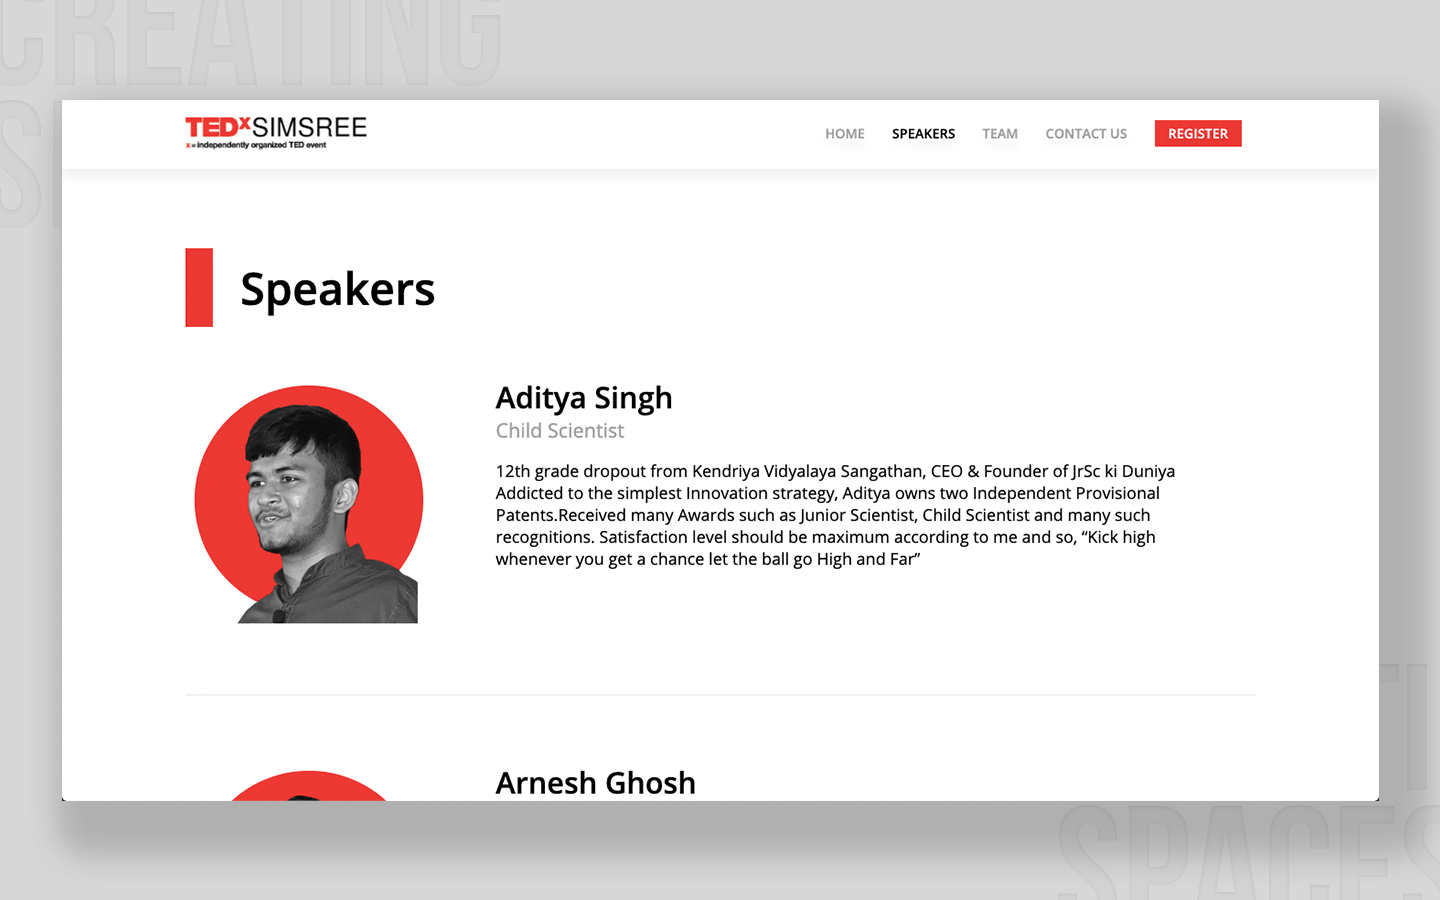 CREATING
TEDxSIMSREE
x = independently organized TED event
HOME
SPEAKERS
TEAM
CONTACT US
REGISTER
Speakers
Aditya Singh
Child Scientist
12th grade dropout from Kendriya Vidyalaya Sangathan, CEO & Founder of JrSc ki Duniya
Addicted to the simplest Innovation strategy, Aditya owns two Independent Provisional
Patents.Received many Awards such as Junior Scientist, Child Scientist and many such
recognitions. Satisfaction level should be maximum according to me and so, “Kick high
whenever you get a chance let the ball go High and Far”
Arnesh Ghosh
SPACES